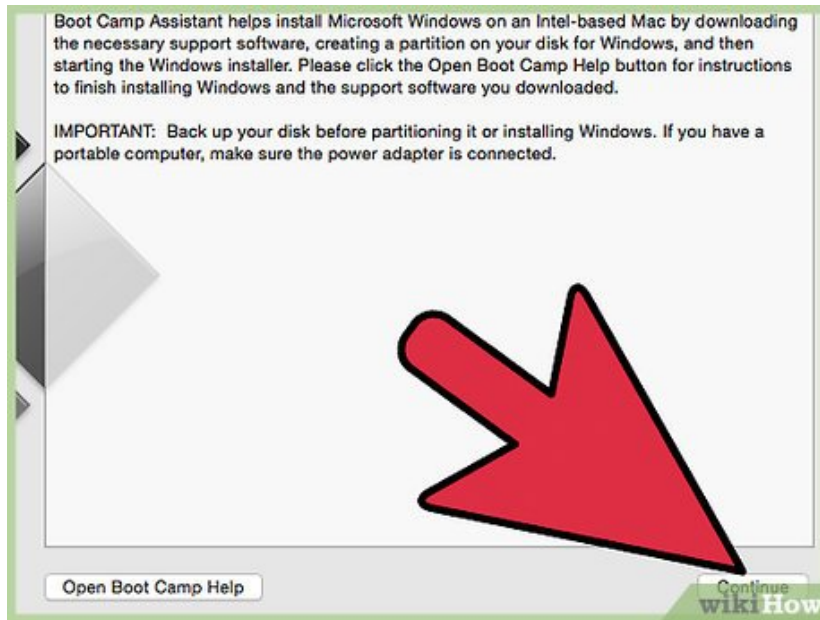 Boot Camp Assistant helps install Microsoft Windows on an Intel-based Mac by downloading
the necessary support software, creating a partition on your disk for Windows, and then
starting the Windows installer. Please click the Open Boot Camp Help button for instructions
to finish installing Windows and the support software you downloaded.
IMPORTANT:  Back up your disk before partitioning it or installing Windows. If you have a
portable computer, make sure the power adapter is connected.
Open Boot Camp Help
Continue
wikiHow